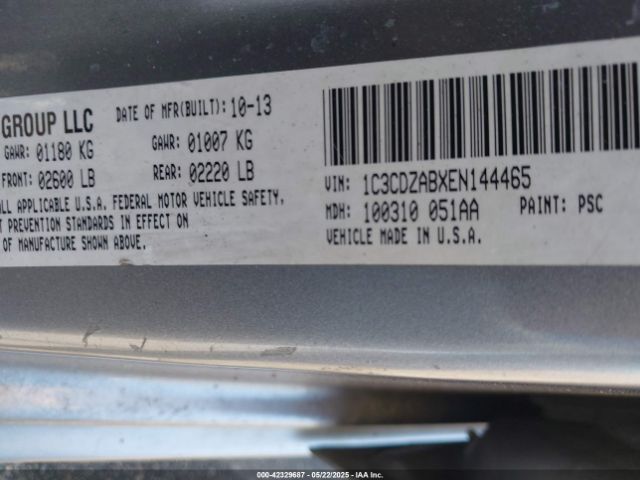 GROUP LLC
DATE OF MFR(BUILT): 10-13
GAWR: 01180 KG
GAWR: 01007 KG
FRONT: 02600 LB
REAR: 02220 LB
ALL APPLICABLE U.S.A. FEDERAL MOTOR VEHICLE SAFETY,
T PREVENTION STANDARDS IN EFFECT ON
OF MANUFACTURE SHOWN ABOVE.
VIN: 1C3CDZABXEN144465
MDH: 100310 051AA
PAINT: PSC
VEHICLE MADE IN U.S.A.
000-42329687 - 05/22/2025 - IAA Inc.